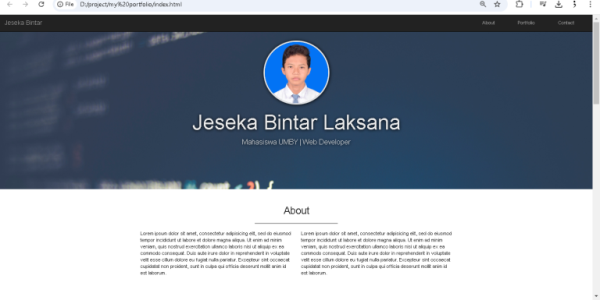 File D:/project/my%20portfolio/index.html
Jeseka Bintar
About Portfolio Contact
Jeseka Bintar Laksana
Mahasiswa UMBY | Web Developer
About
Lorem ipsum dolor sit amet, consectetur adipisicing elit, sed do eiusmod
tempor incididunt ut labore et dolore magna aliqua. Ut enim ad minim
veniam, quis nostrud exercitation ullamco laboris nisi ut aliquip ex ea
commodo consequat. Duis aute irure dolor in reprehenderit in voluptate
velit esse cillum dolore eu fugiat nulla pariatur. Excepteur sint occaecat
cupidatat non proident, sunt in culpa qui officia deserunt mollit anim id
est laborum.
Lorem ipsum dolor sit amet, consectetur adipisicing elit, sed do eiusmod
tempor incididunt ut labore et dolore magna aliqua. Ut enim ad minim
veniam, quis nostrud exercitation ullamco laboris nisi ut aliquip ex ea
commodo consequat. Duis aute irure dolor in reprehenderit in voluptate
velit esse cillum dolore eu fugiat nulla pariatur. Excepteur sint occaecat
cupidatat non proident, sunt in culpa qui officia deserunt mollit anim id
est laborum.